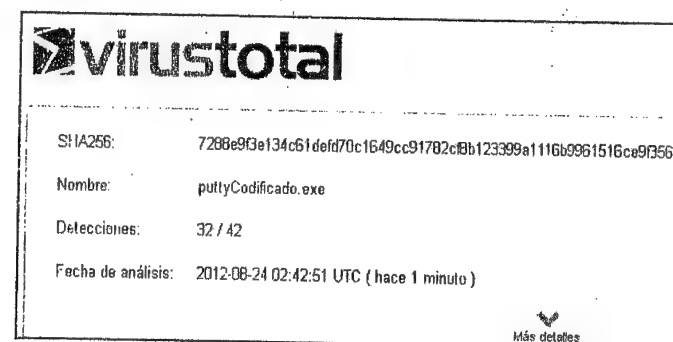 virustotal
SHA256: 7288e9f3e134c61defd70c1649cc91782cf8b123399a1116b9961516ca9f356
Nombre: puttyCodificado.exe
Detecciones: 32 / 42
Fecha de análisis: 2012-08-24 02:42:51 UTC ( hace 1 minuto )
Más detalles